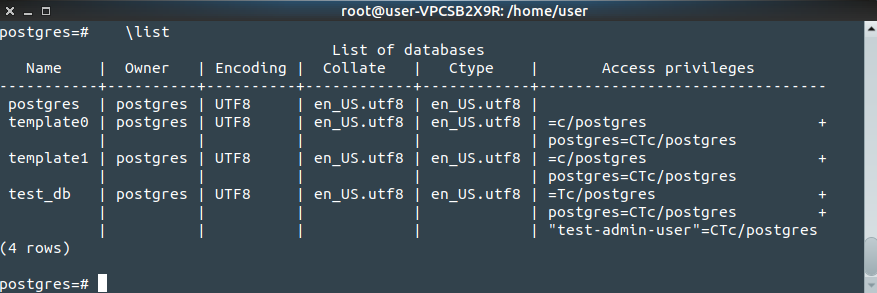 root@user-VPCSB2X9R: /home/user
postgres=#    \list
                                  List of databases
   Name    |  Owner   | Encoding |  Collate   |   Ctype    |       Access privileges
-----------+----------+----------+------------+------------+--------------------------------
 postgres  | postgres | UTF8     | en_US.utf8 | en_US.utf8 |
 template0 | postgres | UTF8     | en_US.utf8 | en_US.utf8 | =c/postgres                   +
           |          |          |            |            | postgres=CTc/postgres
 template1 | postgres | UTF8     | en_US.utf8 | en_US.utf8 | =c/postgres                   +
           |          |          |            |            | postgres=CTc/postgres
 test_db   | postgres | UTF8     | en_US.utf8 | en_US.utf8 | =Tc/postgres                  +
           |          |          |            |            | postgres=CTc/postgres         +
           |          |          |            |            | "test-admin-user"=CTc/postgres
(4 rows)
postgres=#